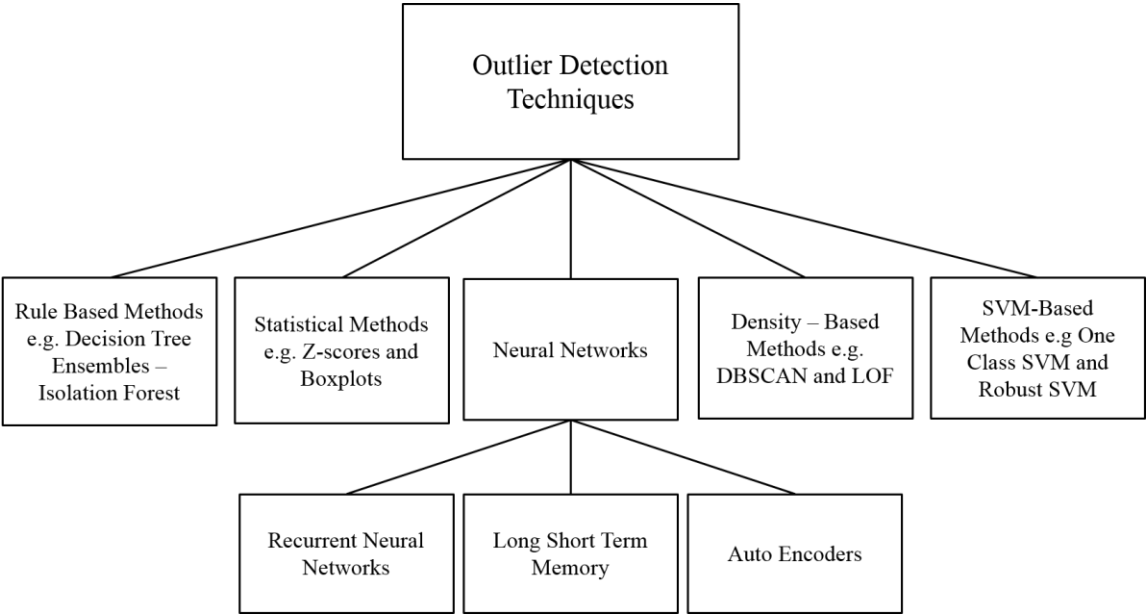 Outlier Detection
Techniques
Rule Based Methods
e.g. Decision Tree
Ensembles –
Isolation Forest
Statistical Methods
e.g. Z-scores and
Boxplots
Neural Networks
Density – Based
Methods e.g.
DBSCAN and LOF
SVM-Based
Methods e.g One
Class SVM and
Robust SVM
Recurrent Neural
Networks
Long Short Term
Memory
Auto Encoders